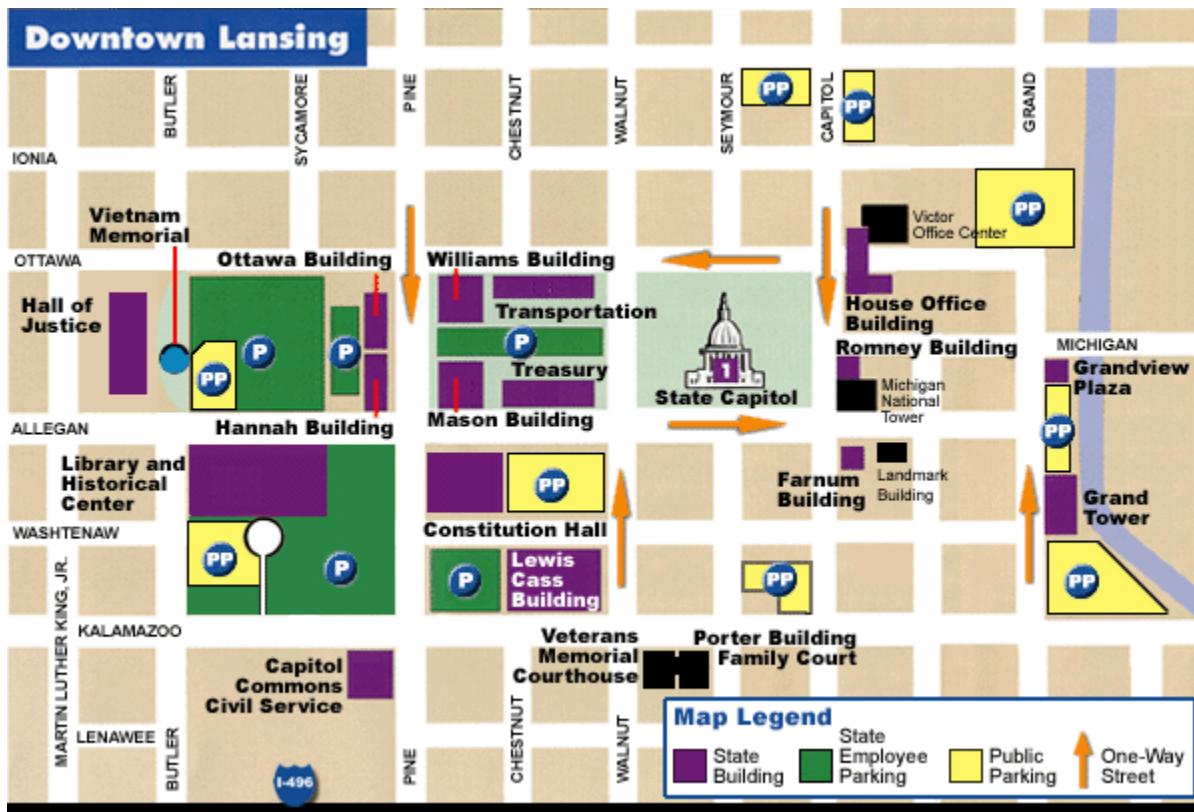 Downtown Lansing
BUTLER
SYCAMORE
PINE
CHESTNUT
WALNUT
SEYMOUR
PP
CAPITOL
PP
GRAND
IONIA
Vietnam
Memorial
PP
Victor
Office Center
OTTAWA
Ottawa Building
Williams Building
Hall of
Justice
Transportation
House Office
Building
P
P
P
PP
Treasury
1
State Capitol
Romney Building
MICHIGAN
Michigan
National
Tower
Grandview
Plaza
ALLEGAN
Hannah Building
Mason Building
PP
Library and
Historical
Center
PP
Farnum
Building
Landmark
Building
Grand
Tower
WASHTENAW
Constitution Hall
PP
P
P
Lewis
Cass
Building
PP
PP
MARTIN LUTHER KING, JR.
KALAMAZOO
Veterans
Memorial
Courthouse
Porter Building
Family Court
Capitol
Commons
Civil Service
LENAWEE
BUTLER
I-496
PINE
CHESTNUT
WALNUT
Map Legend
State
Building
State
Employee
Parking
Public
Parking
One-Way
Street